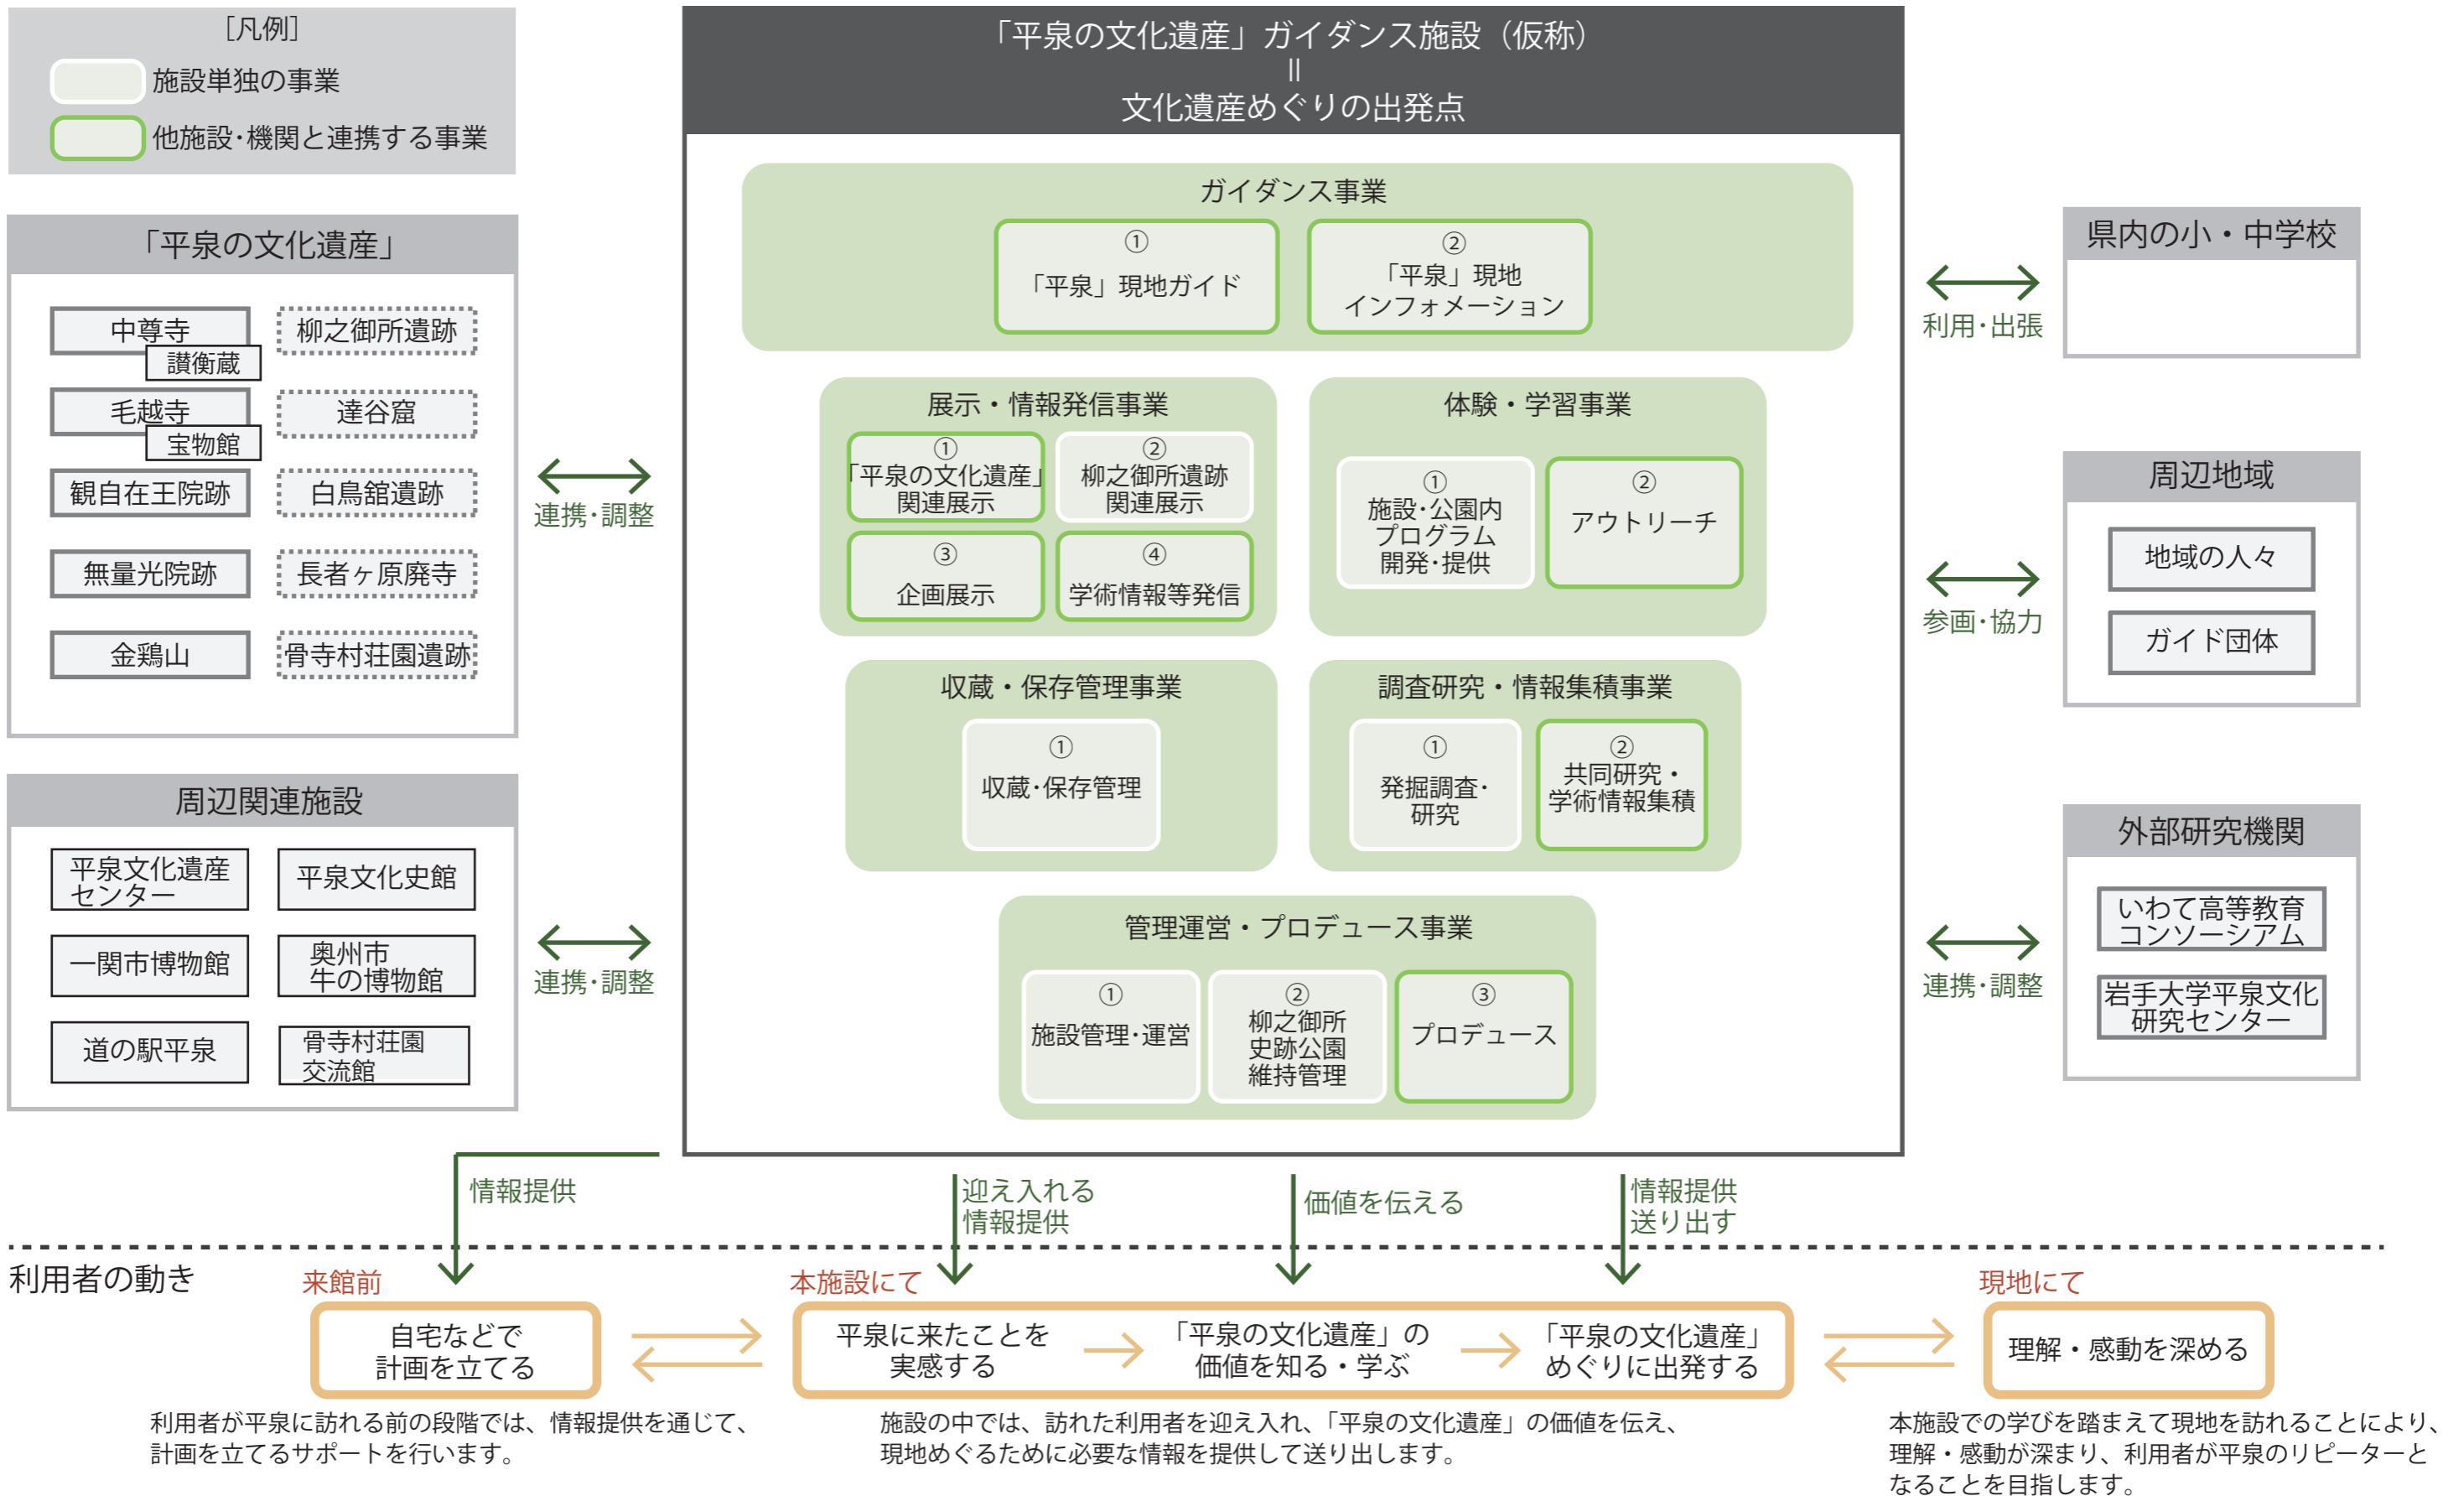 ［凡例］
施設単独の事業
他施設･機関と連携する事業
「平泉の文化遺産」
中尊寺
讃衡蔵
柳之御所遺跡
毛越寺
宝物館
達谷窟
観自在王院跡
白鳥舘遺跡
無量光院跡
長者ヶ原廃寺
金鶏山
骨寺村荘園遺跡
周辺関連施設
平泉文化遺産
センター
平泉文化史館
一関市博物館
奥州市
牛の博物館
道の駅平泉
骨寺村荘園
交流館
連携･調整
連携･調整
「平泉の文化遺産」ガイダンス施設（仮称）
＝
文化遺産めぐりの出発点
ガイダンス事業
①
「平泉」現地ガイド
②
「平泉」現地
インフォメーション
展示・情報発信事業
①
「平泉の文化遺産」
関連展示
②
柳之御所遺跡
関連展示
③
企画展示
④
学術情報等発信
体験・学習事業
①
施設･公園内
プログラム
開発･提供
②
アウトリーチ
収蔵・保存管理事業
①
収蔵･保存管理
調査研究・情報集積事業
①
発掘調査･
研究
②
共同研究・
学術情報集積
管理運営・プロデュース事業
①
施設管理･運営
②
柳之御所
史跡公園
維持管理
③
プロデュース
利用･出張
参画･協力
連携･調整
県内の小・中学校
周辺地域
地域の人々
ガイド団体
外部研究機関
いわて高等教育
コンソーシアム
岩手大学平泉文化
研究センター
情報提供
迎え入れる
情報提供
価値を伝える
情報提供
送り出す
利用者の動き
来館前
自宅などで
計画を立てる
利用者が平泉に訪れる前の段階では、情報提供を通じて、
計画を立てるサポートを行います。
本施設にて
平泉に来たことを
実感する
「平泉の文化遺産」の
価値を知る・学ぶ
「平泉の文化遺産」
めぐりに出発する
施設の中では、訪れた利用者を迎え入れ、「平泉の文化遺産」の価値を伝え、
現地めぐるために必要な情報を提供して送り出します。
現地にて
理解・感動を深める
本施設での学びを踏まえて現地を訪れることにより、
理解・感動が深まり、利用者が平泉のリピーターと
なることを目指します。